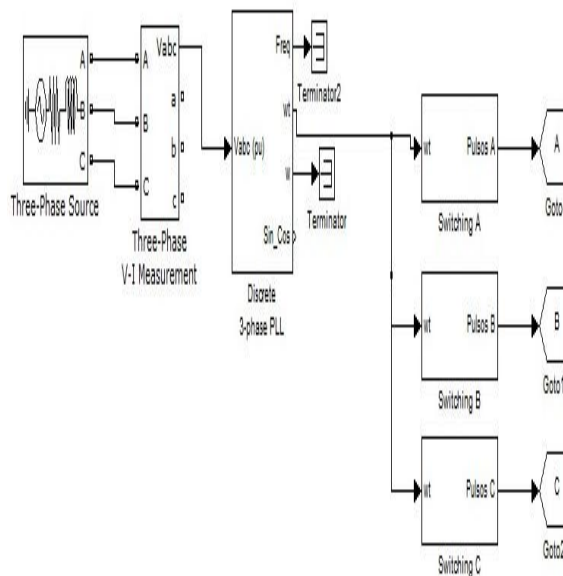 A
B
C
Three-Phase Source
Vabc
A
a
B
b
C
c
Three-Phase
V-I Measurement
Vabc (pu)
Freq
wt
w
Sin_Cos
Discrete
3-phase PLL
Terminator2
Terminator
wt
Pulsos A
Switching A
A
Goto
wt
Pulsos B
Switching B
B
Goto1
wt
Pulsos C
Switching C
C
Goto2